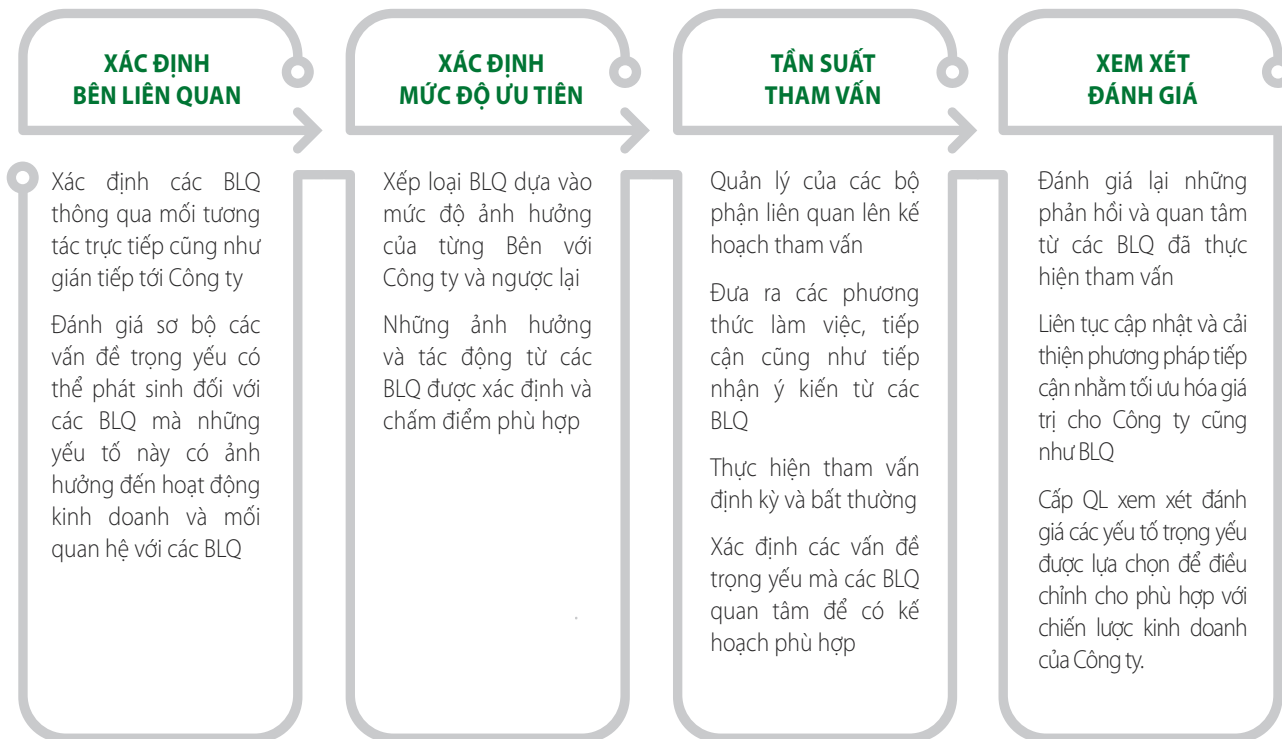 XÁC ĐỊNH
BÊN LIÊN QUAN
Xác định các BLQ
thông qua mối tương
tác trực tiếp cũng như
gián tiếp tới Công ty
Đánh giá sơ bộ các
vấn đề trọng yếu có
thể phát sinh đối với
các BLQ mà những
yếu tố này có ảnh
hưởng đến hoạt động
kinh doanh và mối
quan hệ với các BLQ
XÁC ĐỊNH
MỨC ĐỘ ƯU TIÊN
Xếp loại BLQ dựa vào
mức độ ảnh hưởng
của từng Bên với
Công ty và ngược lại
Những ảnh hưởng
và tác động từ các
BLQ được xác định và
chấm điểm phù hợp
TẦN SUẤT
THAM VẤN
Quản lý của các bộ
phận liên quan lên kế
hoạch tham vấn
Đưa ra các phương
thức làm việc, tiếp
cận cũng như tiếp
nhận ý kiến từ các
BLQ
Thực hiện tham vấn
định kỳ và bất thường
Xác định các vấn đề
trọng yếu mà các BLQ
quan tâm để có kế
hoạch phù hợp
XEM XÉT
ĐÁNH GIÁ
Đánh giá lại những
phản hồi và quan tâm
từ các BLQ đã thực
hiện tham vấn
Liên tục cập nhật và cải
thiện phương pháp tiếp
cận nhằm tối ưu hóa giá
trị cho Công ty cũng
như BLQ
Cấp QL xem xét đánh
giá các yếu tố trọng yếu
được lựa chọn để điều
chỉnh cho phù hợp với
chiến lược kinh doanh
của Công ty.